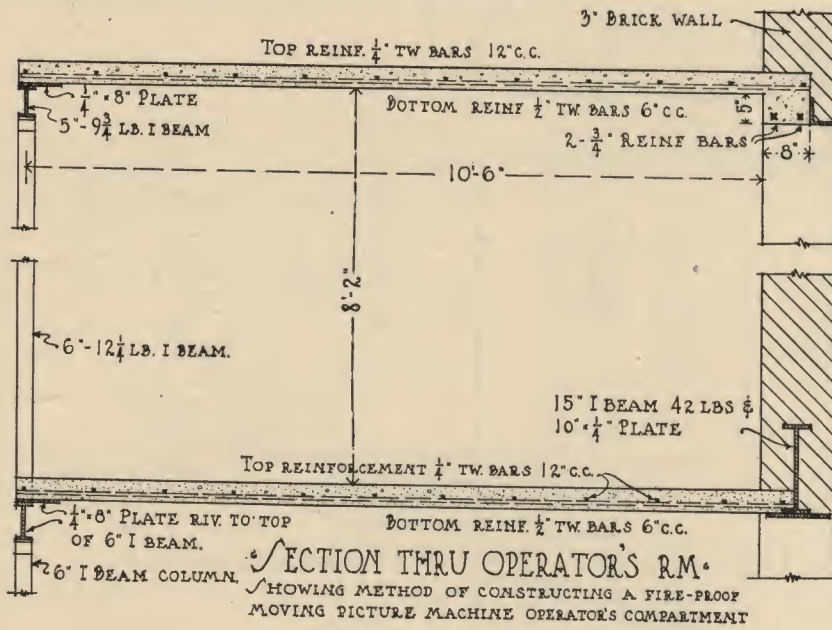 3" BRICK WALL
TOP REINF. 1/4" TW BARS 12" C.C.
1/4" × 8" PLATE
5" - 9 3/4 LB. I BEAM
BOTTOM REINF 1/2" TW. BARS 6" C.C.
5"
2 - 3/4" REINF BARS
8"
10'-6"
8'-2"
6" - 12 1/4 LB. I BEAM.
15" I BEAM 42 LBS &
10" × 1/4" PLATE
TOP REINFORCEMENT 1/4" TW. BARS 12" C.C.
1/4" × 8" PLATE RIV. TO TOP
OF 6" I BEAM.
BOTTOM REINF. 1/2" TW. BARS 6" C.C.
6" I BEAM COLUMN.
SECTION THRU OPERATOR'S RM.
SHOWING METHOD OF CONSTRUCTING A FIRE-PROOF
MOVING PICTURE MACHINE OPERATOR'S COMPARTMENT